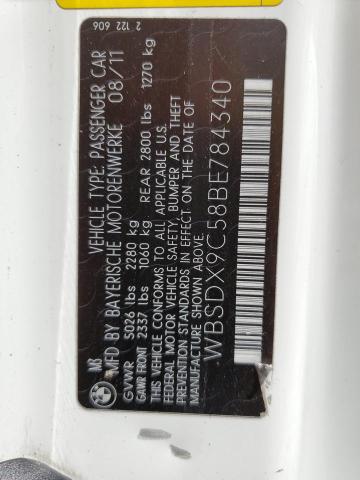 2 122 606
VEHICLE TYPE: PASSENGER CAR
MFD BY BAYERISCHE MOTORENWERKE 08/11
GVWR 5026 lbs 2280 kg
GAWR FRONT 2337 lbs 1060 kg REAR 2800 lbs 1270 kg
THIS VEHICLE CONFORMS TO ALL APPLICABLE U.S.
FEDERAL MOTOR VEHICLE SAFETY, BUMPER AND THEFT
PREVENTION STANDARDS IN EFFECT ON THE DATE OF
MANUFACTURE SHOWN ABOVE
WBSDX9C58BE784340